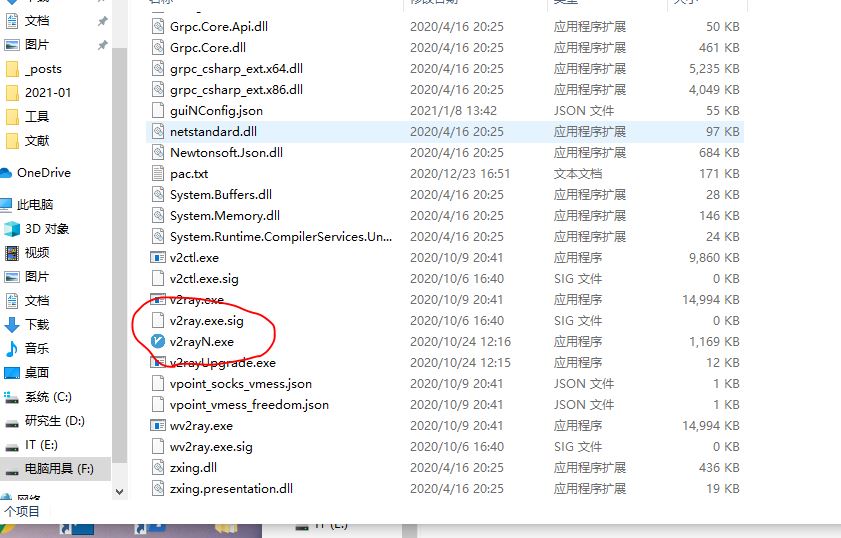 下载 修改日期 类型 大小
文档 Grpc.Core.Api.dll 2020/4/16 20:25 应用程序扩展 50 KB
图片 Grpc.Core.dll 2020/4/16 20:25 应用程序扩展 461 KB
_posts grpc_csharp_ext.x64.dll 2020/4/16 20:25 应用程序扩展 5,235 KB
2021-01 grpc_csharp_ext.x86.dll 2020/4/16 20:25 应用程序扩展 4,049 KB
工具 guiNConfig.json 2021/1/8 13:42 JSON 文件 55 KB
文献 netstandard.dll 2020/4/16 20:25 应用程序扩展 97 KB
Newtonsoft.Json.dll 2020/4/16 20:25 应用程序扩展 684 KB
OneDrive pac.txt 2020/12/23 16:51 文本文档 171 KB
System.Buffers.dll 2020/4/16 20:25 应用程序扩展 28 KB
此电脑 System.Memory.dll 2020/4/16 20:25 应用程序扩展 146 KB
3D 对象 System.Runtime.CompilerServices.Un... 2020/4/16 20:25 应用程序扩展 24 KB
视频 v2ctl.exe 2020/10/9 20:41 应用程序 9,860 KB
图片 v2ctl.exe.sig 2020/10/6 16:40 SIG 文件 0 KB
文档 v2ray.exe 2020/10/9 20:41 应用程序 14,994 KB
下载 v2ray.exe.sig 2020/10/6 16:40 SIG 文件 0 KB
音乐 v2rayN.exe 2020/10/24 12:16 应用程序 1,169 KB
桌面 v2rayUpgrade.exe 2020/10/24 12:15 应用程序 12 KB
vpoint_socks_vmess.json 2020/10/9 20:41 JSON 文件 1 KB
系统 (C:) vpoint_vmess_freedom.json 2020/10/9 20:41 JSON 文件 1 KB
研究生 (D:) wv2ray.exe 2020/10/9 20:41 应用程序 14,994 KB
IT (E:) wv2ray.exe.sig 2020/10/6 16:40 SIG 文件 0 KB
电脑用具 (F:) zxing.dll 2020/4/16 20:25 应用程序扩展 436 KB
网络 zxing.presentation.dll 2020/4/16 20:25 应用程序扩展 19 KB
个项目
IT (E:)